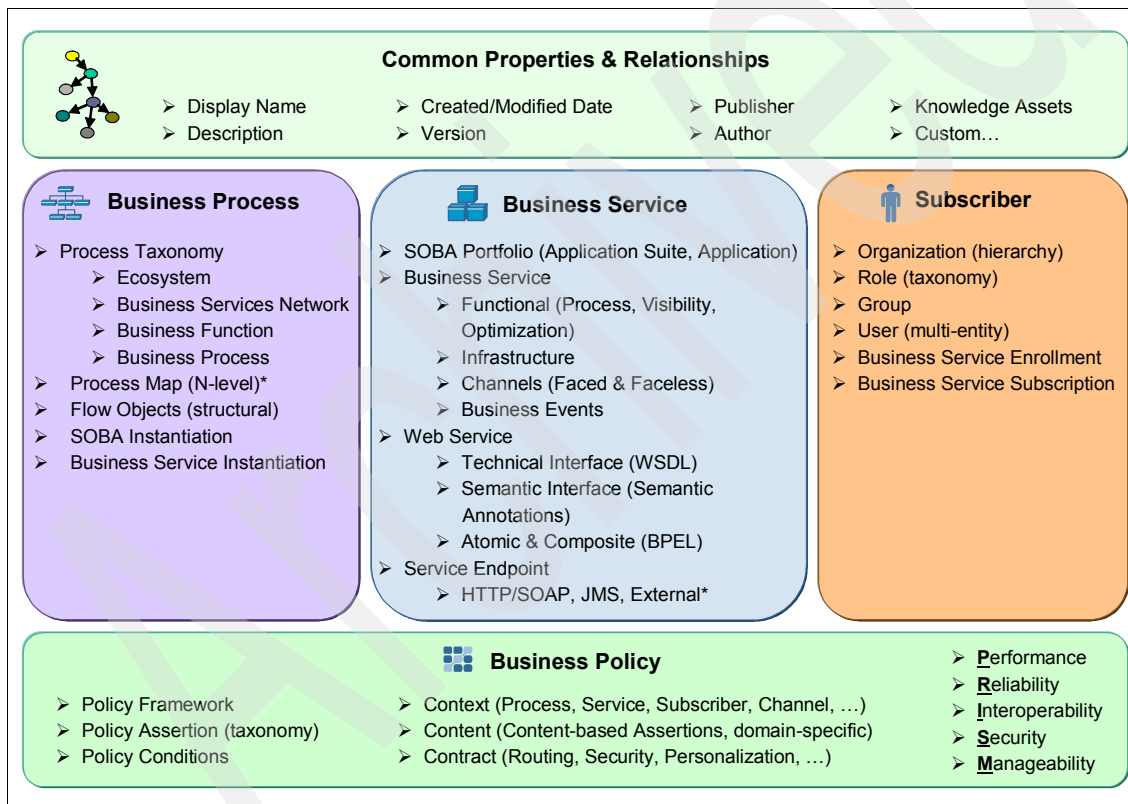 Common Properties & Relationships
➢ Display Name
➢ Description
➢ Created/Modified Date
➢ Version
➢ Publisher
➢ Author
➢ Knowledge Assets
➢ Custom…
Business Process
➢ Process Taxonomy
➢ Ecosystem
➢ Business Services Network
➢ Business Function
➢ Business Process
➢ Process Map (N-level)*
➢ Flow Objects (structural)
➢ SOBA Instantiation
➢ Business Service Instantiation
Business Service
➢ SOBA Portfolio (Application Suite, Application)
➢ Business Service
➢ Functional (Process, Visibility,
Optimization)
➢ Infrastructure
➢ Channels (Faced & Faceless)
➢ Business Events
➢ Web Service
➢ Technical Interface (WSDL)
➢ Semantic Interface (Semantic
Annotations)
➢ Atomic & Composite (BPEL)
➢ Service Endpoint
➢ HTTP/SOAP, JMS, External*
Subscriber
➢ Organization (hierarchy)
➢ Role (taxonomy)
➢ Group
➢ User (multi-entity)
➢ Business Service Enrollment
➢ Business Service Subscription
Business Policy
➢ Policy Framework
➢ Policy Assertion (taxonomy)
➢ Policy Conditions
➢ Context (Process, Service, Subscriber, Channel, …)
➢ Content (Content-based Assertions, domain-specific)
➢ Contract (Routing, Security, Personalization, …)
➢ Performance
➢ Reliability
➢ Interoperability
➢ Security
➢ Manageability